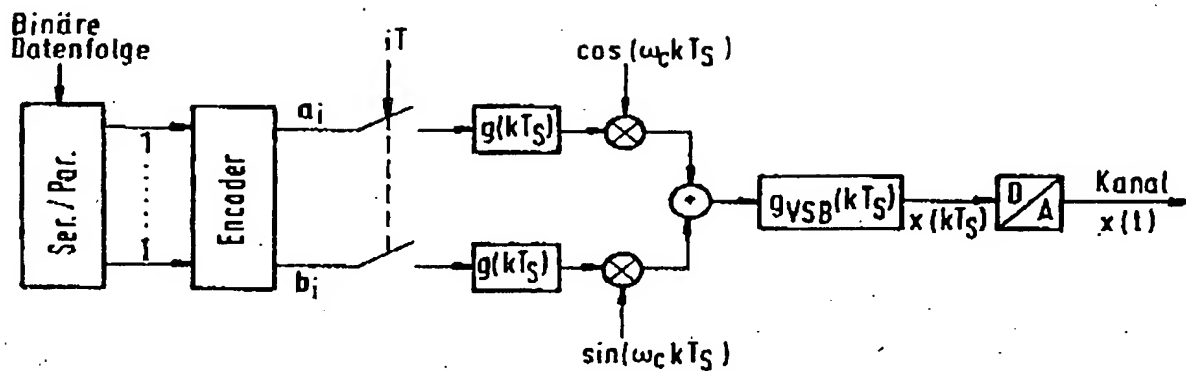 Binäre
Datenfolge
iT
cos(ωckTS)
Ser./Par.
1
1
Encoder
ai
bi
g(kTS)
g(kTS)
+
gVSB(kTS)
x(kTS)
D
A
Kanal
x(t)
sin(ωckTS)